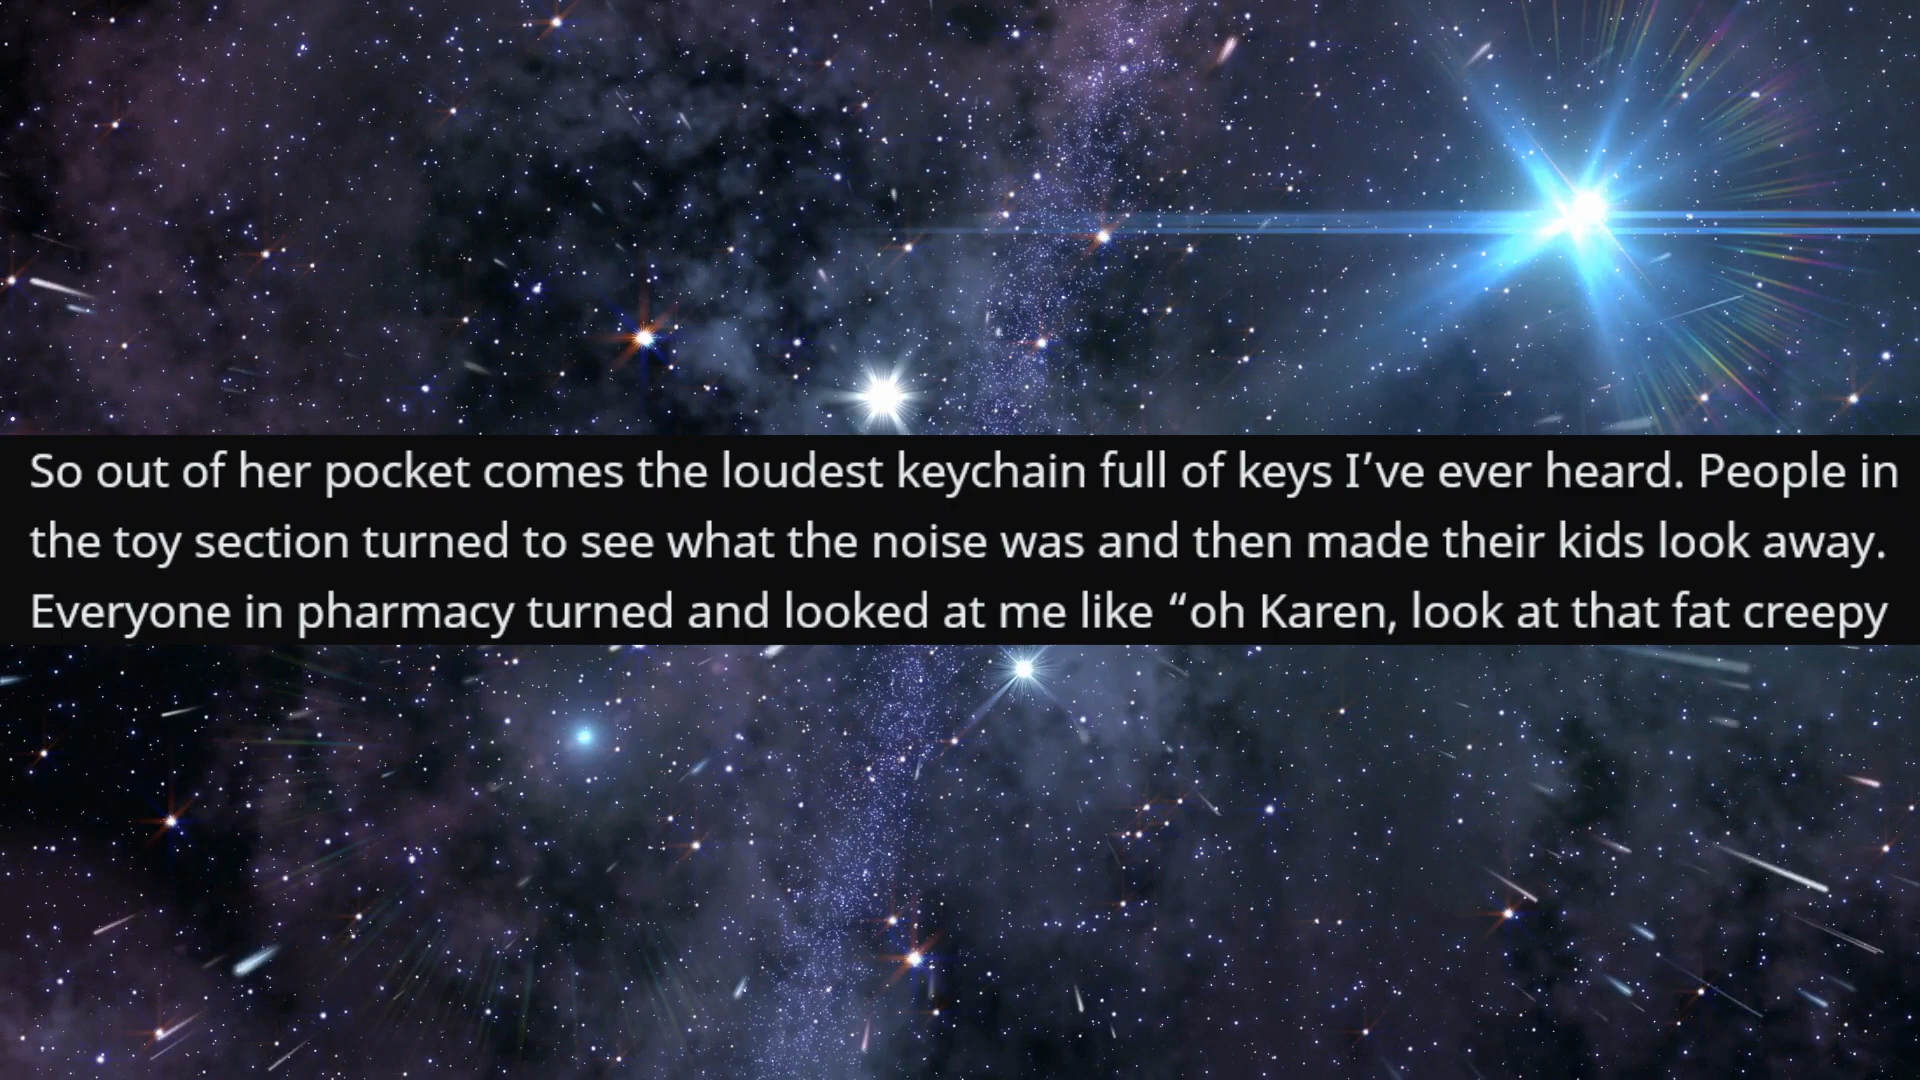 So out of her pocket comes the loudest keychain full of keys I’ve ever heard. People in
the toy section turned to see what the noise was and then made their kids look away.
Everyone in pharmacy turned and looked at me like “oh Karen, look at that fat creepy